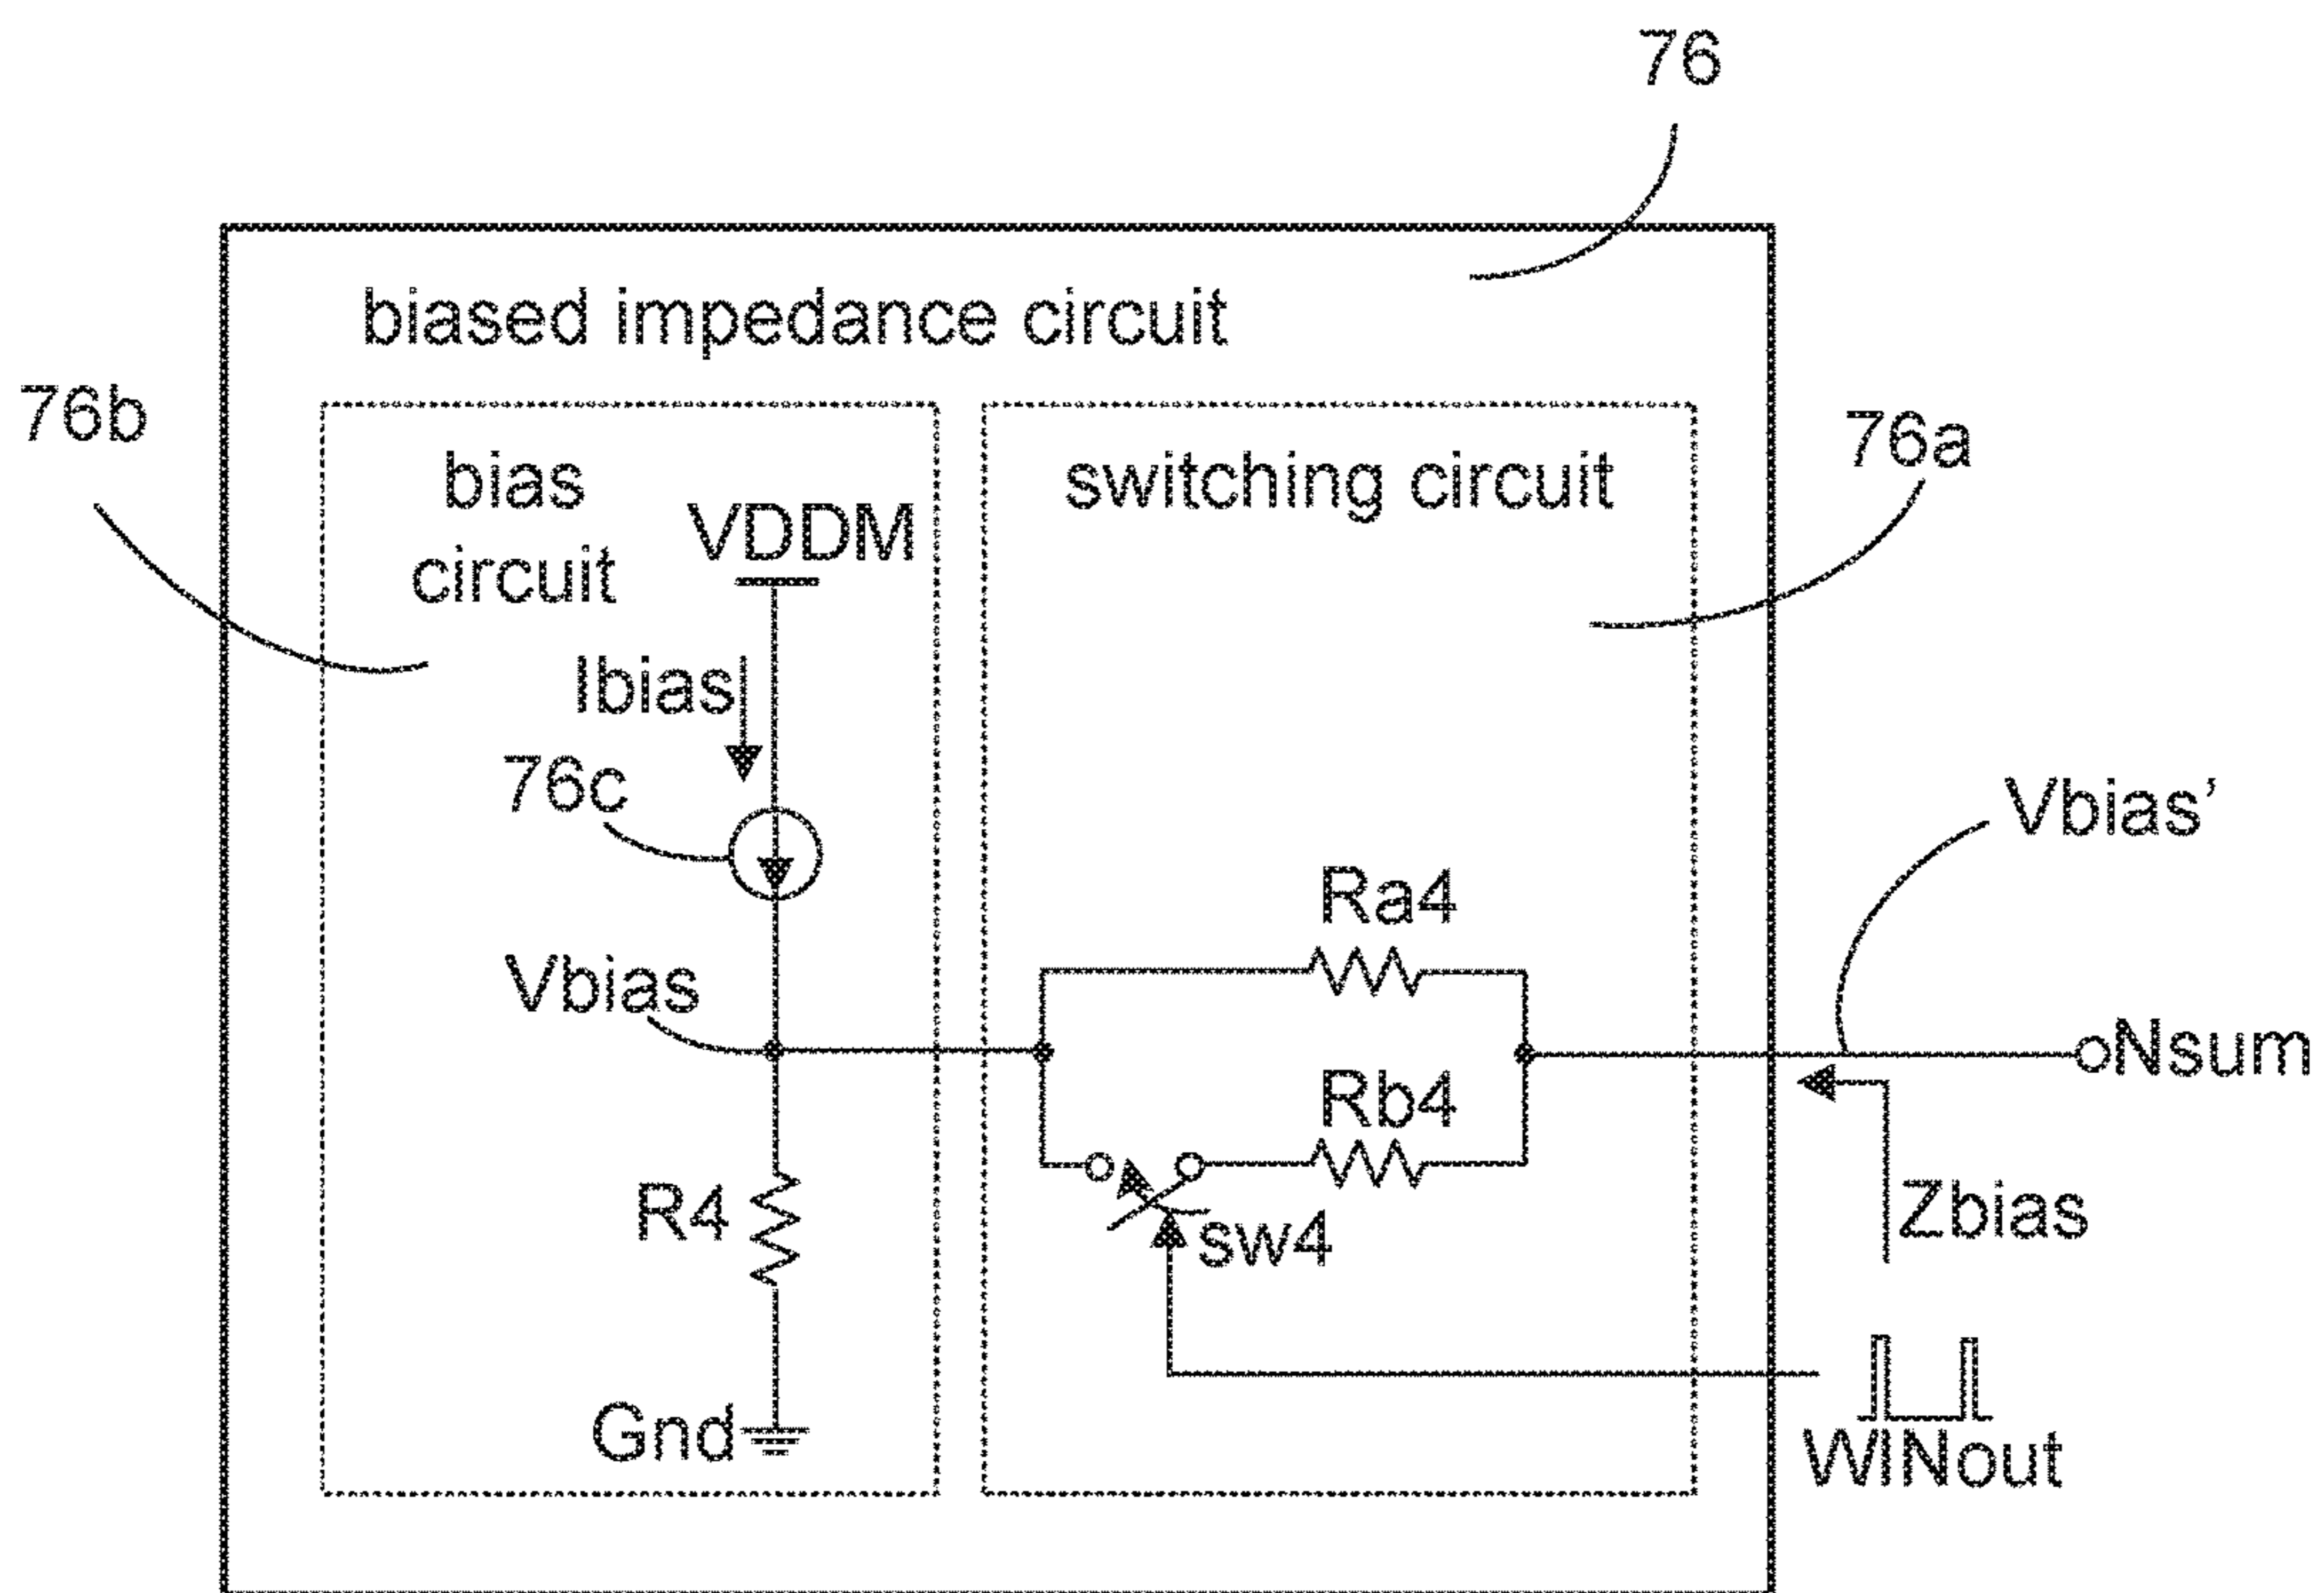 76
biased impedance circuit
76b
76a
bias
circuit
switching circuit
VDDM
Ibias
76c
Vbias'
Ra4
Vbias
Nsum
Rb4
R4
sw4
Zbias
Gnd
WINout